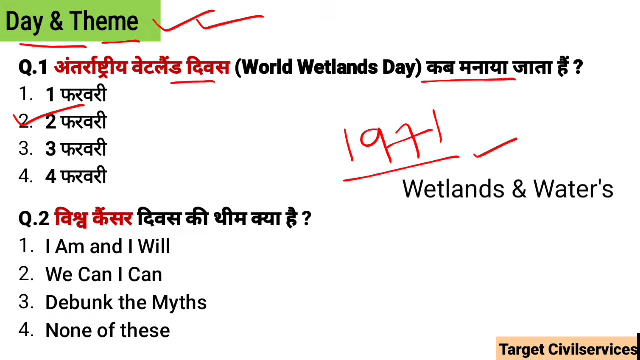 Day & Theme
Q.1 अंतर्राष्ट्रीय वेटलैंड दिवस (World Wetlands Day) कब मनाया जाता हैं ?
1. 1 फरवरी
2. 2 फरवरी
3. 3 फरवरी
4. 4 फरवरी
1971
Wetlands & Water's
Q.2 विश्व कैंसर दिवस की थीम क्या है ?
1. I Am and I Will
2. We Can I Can
3. Debunk the Myths
4. None of these
Target Civilservices